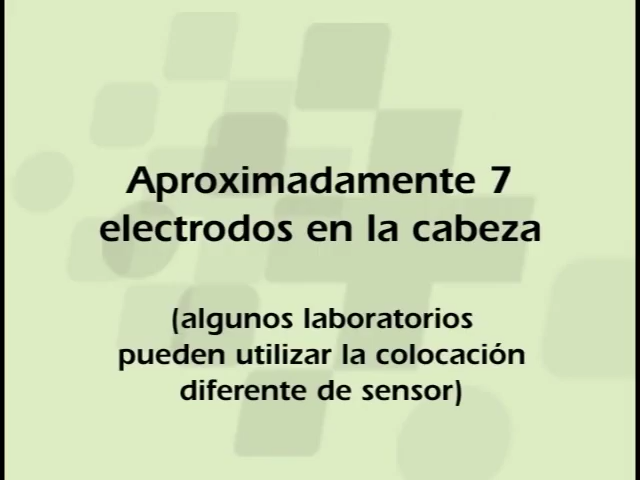 Aproximadamente 7
electrodos en la cabeza
(algunos laboratorios
pueden utilizar la colocación
diferente de sensor)